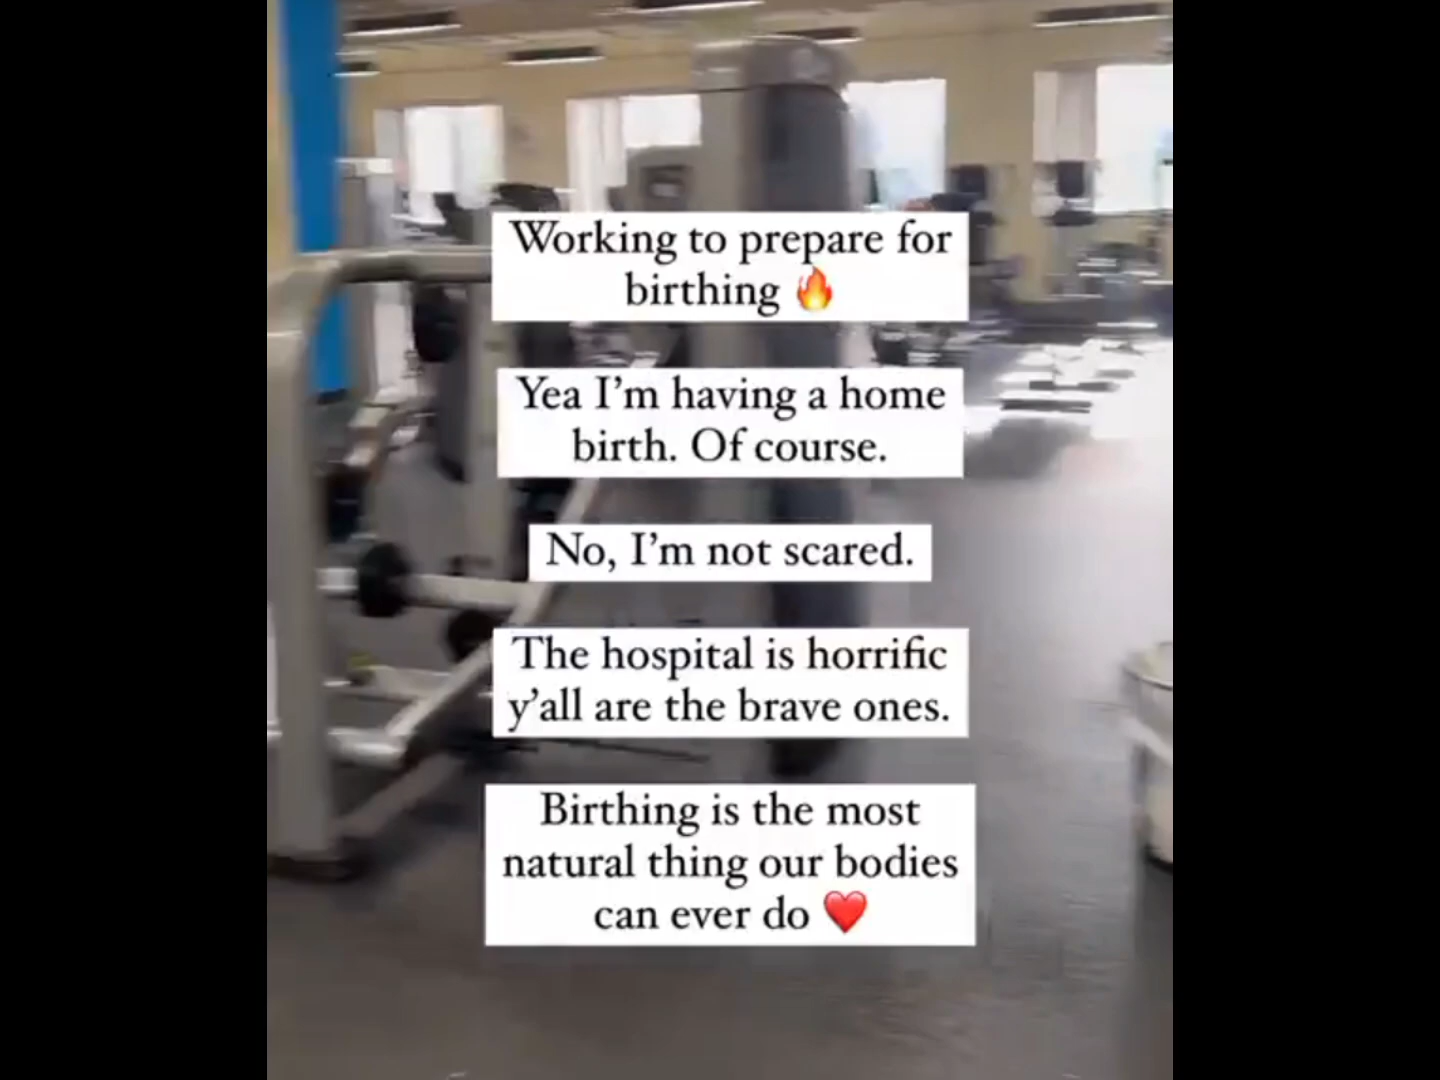 Working to prepare for
birthing 🔥
Yea I'm having a home
birth. Of course.
No, I'm not scared.
The hospital is horrific
y'all are the brave ones.
Birthing is the most
natural thing our bodies
can ever do ❤️